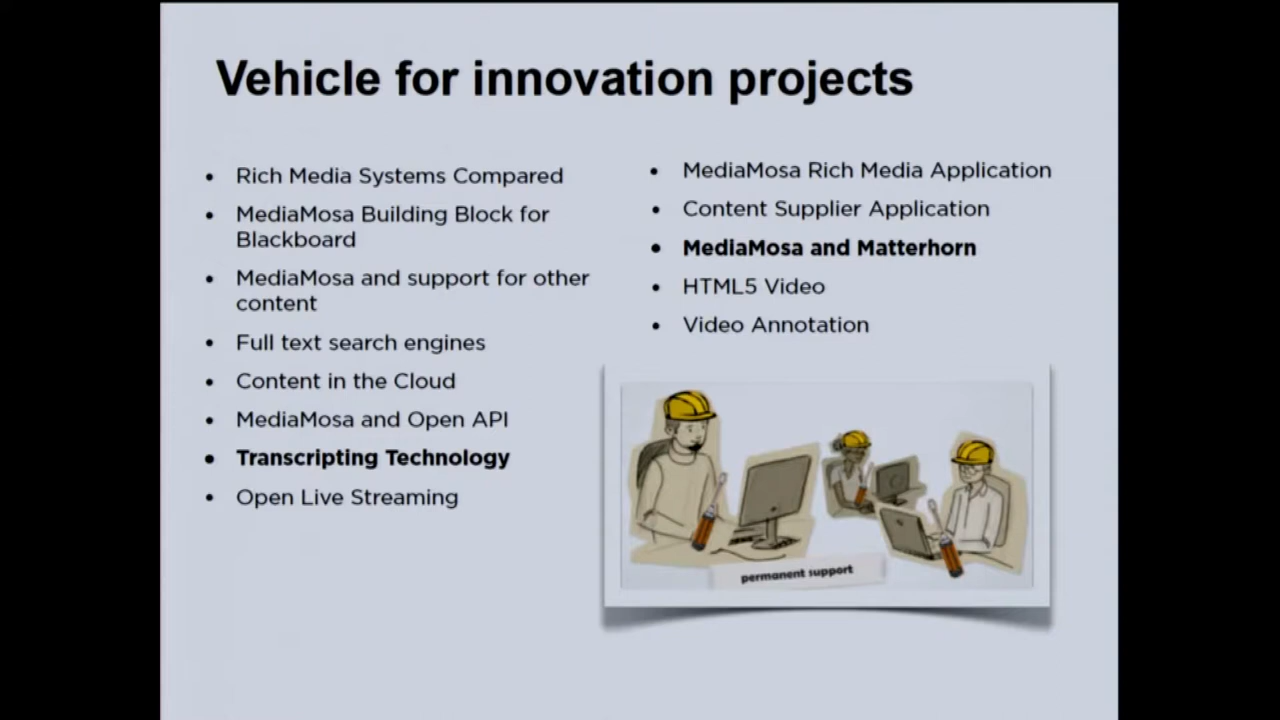 Vehicle for innovation projects
• Rich Media Systems Compared
• MediaMosa Building Block for
Blackboard
• MediaMosa and support for other
content
• Full text search engines
• Content in the Cloud
• MediaMosa and Open API
• Transcripting Technology
• Open Live Streaming
• MediaMosa Rich Media Application
• Content Supplier Application
• MediaMosa and Matterhorn
• HTML5 Video
• Video Annotation
permanent support